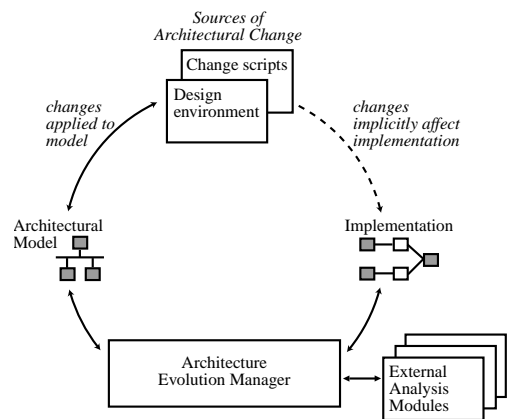 Sources of
Architectural Change
Change scripts
Design
environment
changes
applied to
model
changes
implicitly affect
implementation
Architectural
Model
Implementation
Architecture
Evolution Manager
External
Analysis
Modules